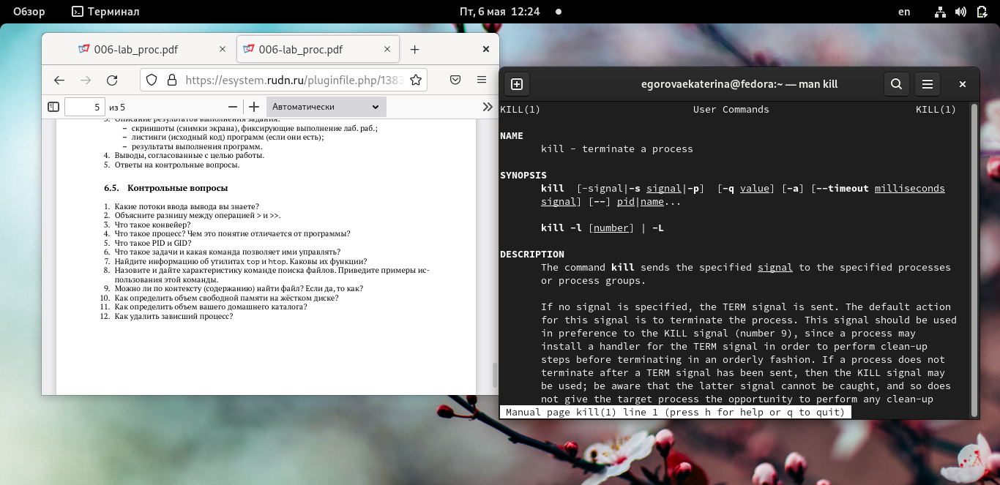 Обзор
Терминал
Пт, 6 мая 12:24
en
006-lab_proc.pdf
006-lab_proc.pdf
https://esystem.rudn.ru/pluginfile.php/1383
5 из 5
Автоматически
3. Описание результатов выполнения задания:
– скриншоты (снимки экрана), фиксирующие выполнение лаб. раб.;
– листинги (исходный код) программ (если они есть);
– результаты выполнения программ.
4. Выводы, согласованные с целью работы.
5. Ответы на контрольные вопросы.
6.5. Контрольные вопросы
1. Какие потоки ввода вывода вы знаете?
2. Объясните разницу между операцией > и >>.
3. Что такое конвейер?
4. Что такое процесс? Чем это понятие отличается от программы?
5. Что такое PID и GID?
6. Что такое задачи и какая команда позволяет ими управлять?
7. Найдите информацию об утилитах top и htop. Каковы их функции?
8. Назовите и дайте характеристику команде поиска файлов. Приведите примеры ис-
пользования этой команды.
9. Можно ли по контексту (содержанию) найти файл? Если да, то как?
10. Как определить объем свободной памяти на жёстком диске?
11. Как определить объем вашего домашнего каталога?
12. Как удалить зависший процесс?
egorovaekaterina@fedora:~ — man kill
KILL(1) User Commands KILL(1)
NAME
kill - terminate a process
SYNOPSIS
kill [-signal|-s signal|-p] [-q value] [-a] [--timeout milliseconds
signal] [--] pid|name...
kill -l [number] | -L
DESCRIPTION
The command kill sends the specified signal to the specified processes
or process groups.
If no signal is specified, the TERM signal is sent. The default action
for this signal is to terminate the process. This signal should be used
in preference to the KILL signal (number 9), since a process may
install a handler for the TERM signal in order to perform clean-up
steps before terminating in an orderly fashion. If a process does not
terminate after a TERM signal has been sent, then the KILL signal may
be used; be aware that the latter signal cannot be caught, and so does
not give the target process the opportunity to perform any clean-up
Manual page kill(1) line 1 (press h for help or q to quit)